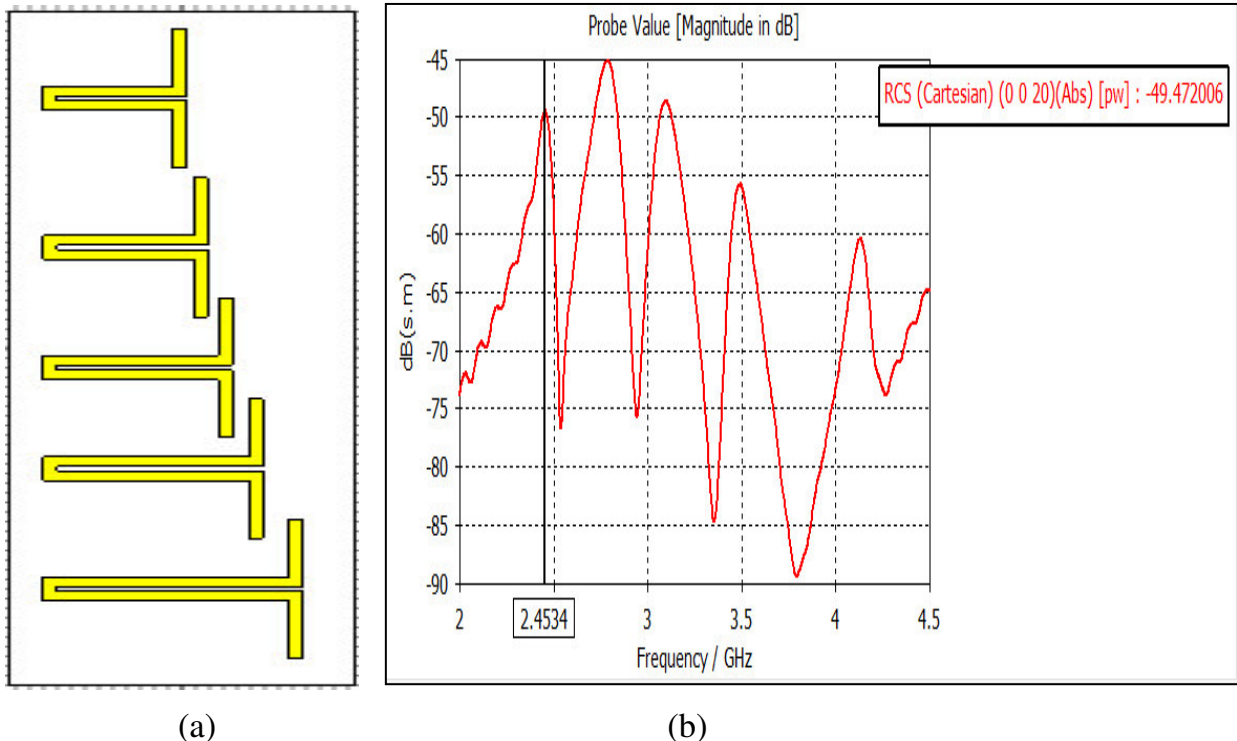 Probe Value [Magnitude in dB]
RCS (Cartesian) (0 0 20)(Abs) [pw] : -49.472006
-45
-50
-55
-60
-65
-70
-75
-80
-85
-90
dB(s.m)
2 2.4534 3 3.5 4 4.5
Frequency / GHz
(a) (b)